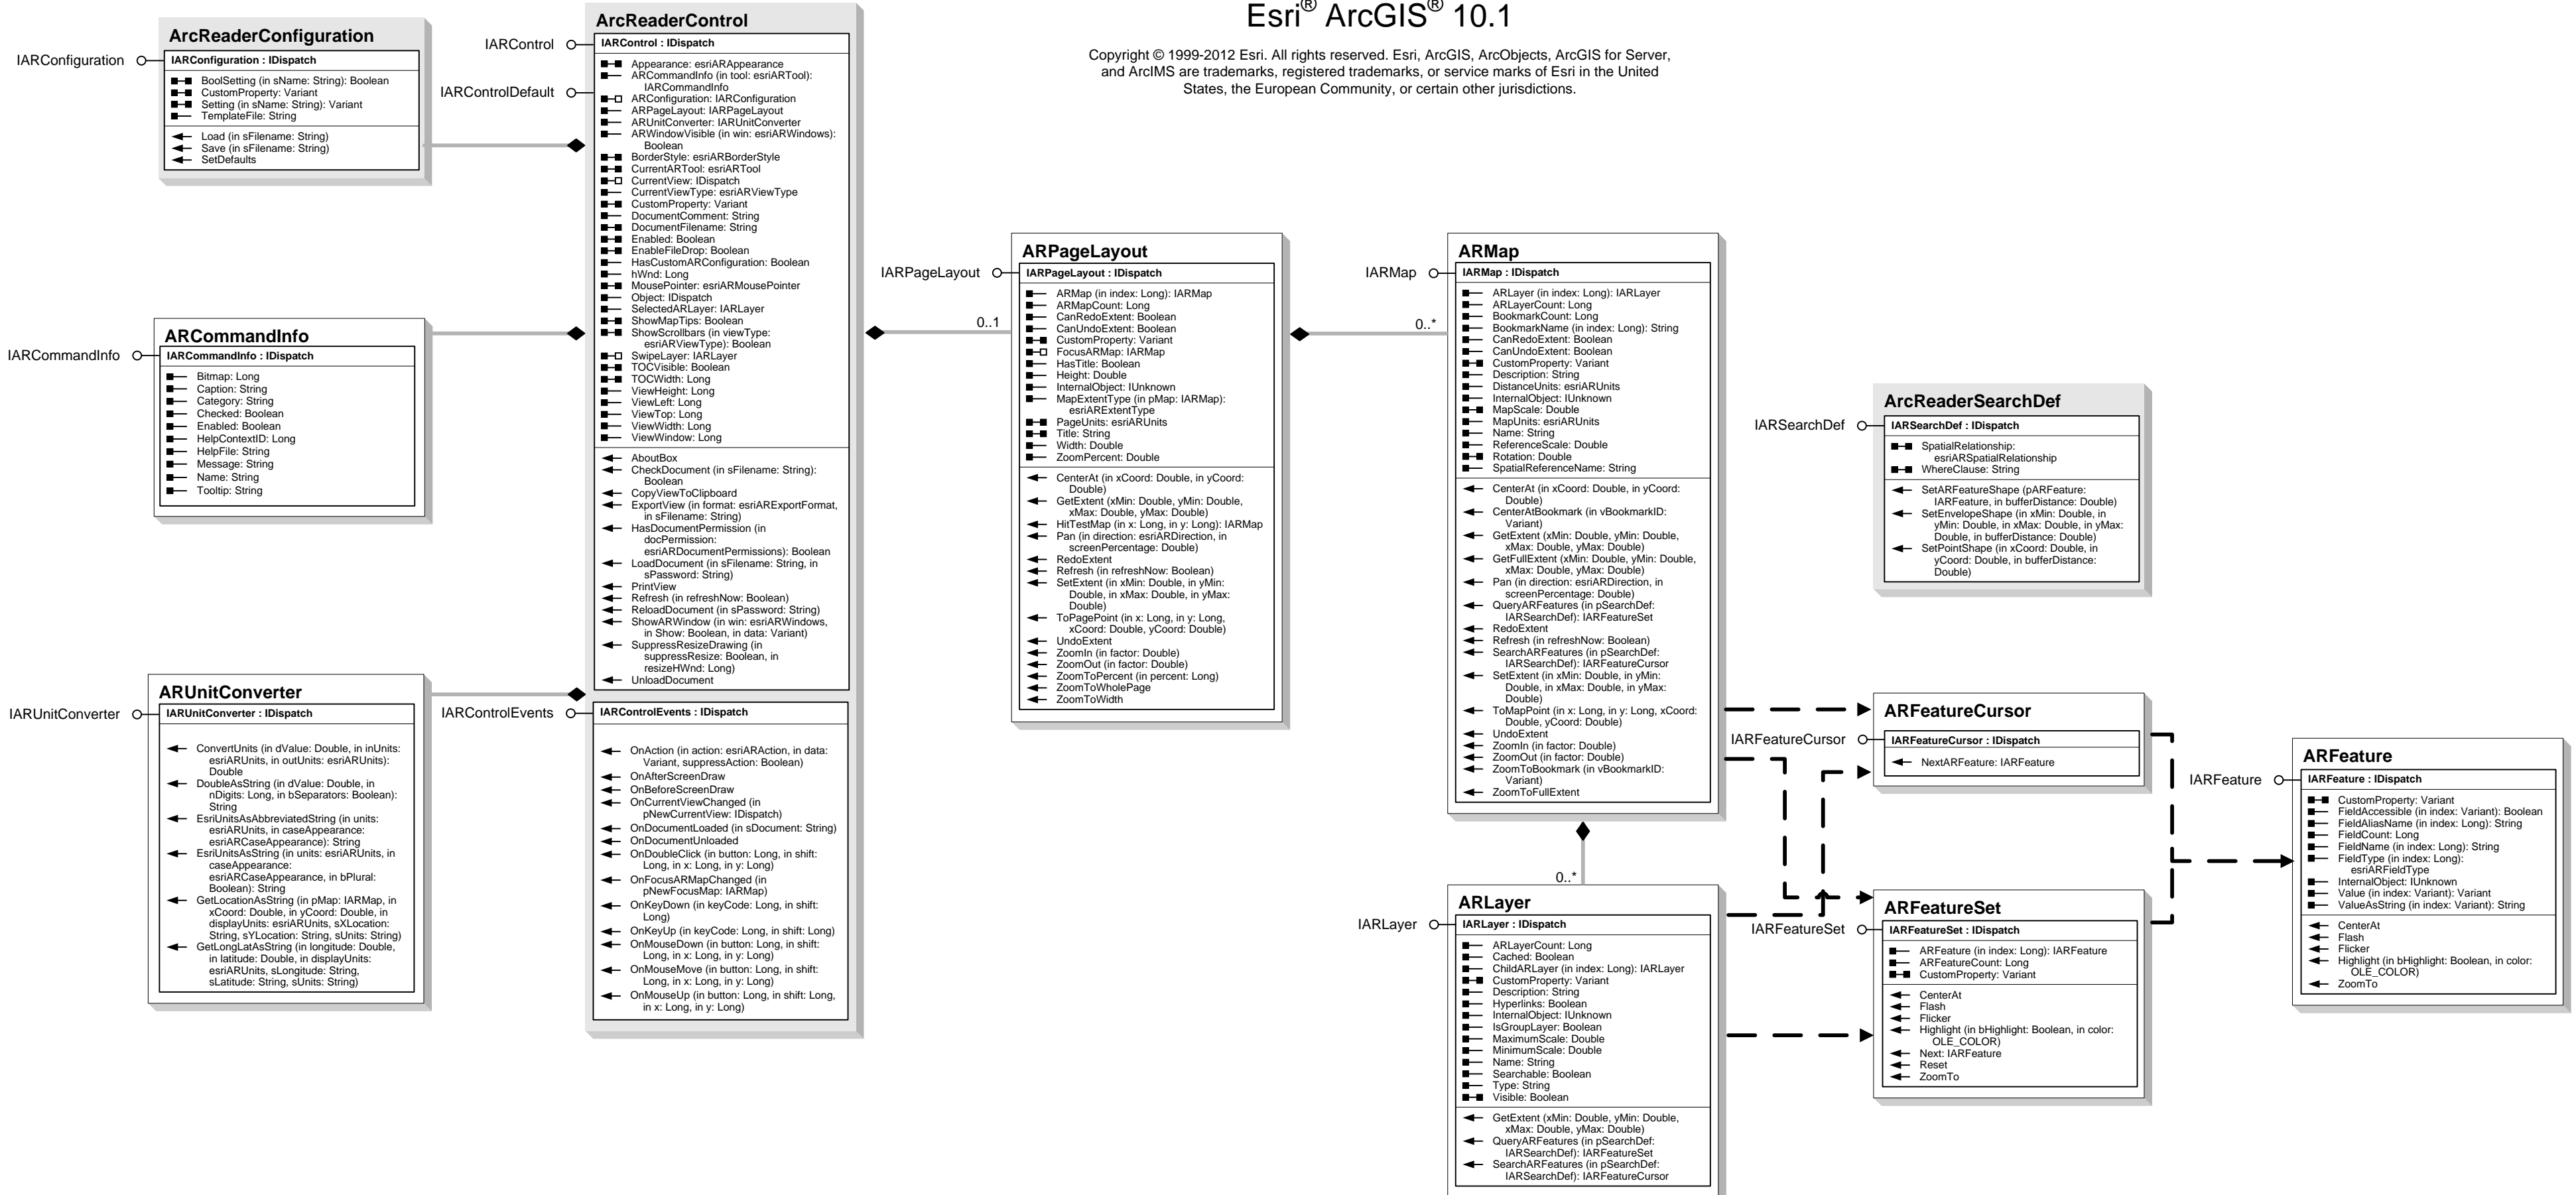 Esri® ArcGIS® 10.1
Copyright © 1999-2012 Esri. All rights reserved. Esri, ArcGIS, ArcObjects, ArcGIS for Server,
and ArcIMS are trademarks, registered trademarks, or service marks of Esri in the United
States, the European Community, or certain other jurisdictions.
ArcReaderConfiguration
IARConfiguration
IARConfiguration : IDispatch
BoolSetting (in sName: String): Boolean
CustomProperty: Variant
Setting (in sName: String): Variant
TemplateFile: String
Load (in sFilename: String)
Save (in sFilename: String)
SetDefaults
ARCommandInfo
IARCommandInfo
IARCommandInfo : IDispatch
Bitmap: Long
Caption: String
Category: String
Checked: Boolean
Enabled: Boolean
HelpContextID: Long
HelpFile: String
Message: String
Name: String
Tooltip: String
ARUnitConverter
IARUnitConverter
IARUnitConverter : IDispatch
ConvertUnits (in dValue: Double, in inUnits:
esriARUnits, in outUnits: esriARUnits):
Double
DoubleAsString (in dValue: Double, in
nDigits: Long, in bSeparators: Boolean):
String
EsriUnitsAsAbbreviatedString (in units:
esriARUnits, in caseAppearance:
esriARCaseAppearance): String
EsriUnitsAsString (in units: esriARUnits, in
caseAppearance:
esriARCaseAppearance, in bPlural:
Boolean): String
GetLocationAsString (in pMap: IARMap, in
xCoord: Double, in yCoord: Double, in
displayUnits: esriARUnits, sXLocation:
String, sYLocation: String, sUnits: String)
GetLongLatAsString (in longitude: Double,
in latitude: Double, in displayUnits:
esriARUnits, sLongitude: String,
sLatitude: String, sUnits: String)
ArcReaderControl
IARControl
IARControlDefault
IARControl : IDispatch
Appearance: esriARAppearance
ARCommandInfo (in tool: esriARTool):
IARCommandInfo
ARConfiguration: IARConfiguration
ARPageLayout: IARPageLayout
ARUnitConverter: IARUnitConverter
ARWindowVisible (in win: esriARWindows):
Boolean
BorderStyle: esriARBorderStyle
CurrentARTool: esriARTool
CurrentView: IDispatch
CurrentViewType: esriARViewType
CustomProperty: Variant
DocumentComment: String
DocumentFilename: String
Enabled: Boolean
EnableFileDrop: Boolean
HasCustomARConfiguration: Boolean
hWnd: Long
MousePointer: esriARMousePointer
Object: IDispatch
SelectedARLayer: IARLayer
ShowMapTips: Boolean
ShowScrollbars (in viewType:
esriARViewType): Boolean
SwipeLayer: IARLayer
TOCVisible: Boolean
TOCWidth: Long
ViewHeight: Long
ViewLeft: Long
ViewTop: Long
ViewWidth: Long
ViewWindow: Long
AboutBox
CheckDocument (in sFilename: String):
Boolean
CopyViewToClipboard
ExportView (in format: esriARExportFormat,
in sFilename: String)
HasDocumentPermission (in
docPermission:
esriARDocumentPermissions): Boolean
LoadDocument (in sFilename: String, in
sPassword: String)
PrintView
Refresh (in refreshNow: Boolean)
ReloadDocument (in sPassword: String)
ShowARWindow (in win: esriARWindows,
in Show: Boolean, in data: Variant)
SuppressResizeDrawing (in
suppressResize: Boolean, in
resizeHWnd: Long)
UnloadDocument
IARControlEvents
IARControlEvents : IDispatch
OnAction (in action: esriARAction, in data:
Variant, suppressAction: Boolean)
OnAfterScreenDraw
OnBeforeScreenDraw
OnCurrentViewChanged (in
pNewCurrentView: IDispatch)
OnDocumentLoaded (in sDocument: String)
OnDocumentUnloaded
OnDoubleClick (in button: Long, in shift:
Long, in x: Long, in y: Long)
OnFocusARMapChanged (in
pNewFocusMap: IARMap)
OnKeyDown (in keyCode: Long, in shift:
Long)
OnKeyUp (in keyCode: Long, in shift: Long)
OnMouseDown (in button: Long, in shift:
Long, in x: Long, in y: Long)
OnMouseMove (in button: Long, in shift:
Long, in x: Long, in y: Long)
OnMouseUp (in button: Long, in shift: Long,
in x: Long, in y: Long)
0..1
ARPageLayout
IARPageLayout
IARPageLayout : IDispatch
ARMap (in index: Long): IARMap
ARMapCount: Long
CanRedoExtent: Boolean
CanUndoExtent: Boolean
CustomProperty: Variant
FocusARMap: IARMap
HasTitle: Boolean
Height: Double
InternalObject: IUnknown
MapExtentType (in pMap: IARMap):
esriARExtentType
PageUnits: esriARUnits
Title: String
Width: Double
ZoomPercent: Double
CenterAt (in xCoord: Double, in yCoord:
Double)
GetExtent (xMin: Double, yMin: Double,
xMax: Double, yMax: Double)
HitTestMap (in x: Long, in y: Long): IARMap
Pan (in direction: esriARDirection, in
screenPercentage: Double)
RedoExtent
Refresh (in refreshNow: Boolean)
SetExtent (in xMin: Double, in yMin:
Double, in xMax: Double, in yMax:
Double)
ToPagePoint (in x: Long, in y: Long,
xCoord: Double, yCoord: Double)
UndoExtent
ZoomIn (in factor: Double)
ZoomOut (in factor: Double)
ZoomToPercent (in percent: Long)
ZoomToWholePage
ZoomToWidth
0..*
ARMap
IARMap
IARMap : IDispatch
ARLayer (in index: Long): IARLayer
ARLayerCount: Long
BookmarkCount: Long
BookmarkName (in index: Long): String
CanRedoExtent: Boolean
CanUndoExtent: Boolean
CustomProperty: Variant
Description: String
DistanceUnits: esriARUnits
InternalObject: IUnknown
MapScale: Double
MapUnits: esriARUnits
Name: String
ReferenceScale: Double
Rotation: Double
SpatialReferenceName: String
CenterAt (in xCoord: Double, in yCoord:
Double)
CenterAtBookmark (in vBookmarkID:
Variant)
GetExtent (xMin: Double, yMin: Double,
xMax: Double, yMax: Double)
GetFullExtent (xMin: Double, yMin: Double,
xMax: Double, yMax: Double)
Pan (in direction: esriARDirection, in
screenPercentage: Double)
QueryARFeatures (in pSearchDef:
IARSearchDef): IARFeatureSet
RedoExtent
Refresh (in refreshNow: Boolean)
SearchARFeatures (in pSearchDef:
IARSearchDef): IARFeatureCursor
SetExtent (in xMin: Double, in yMin:
Double, in xMax: Double, in yMax:
Double)
ToMapPoint (in x: Long, in y: Long, xCoord:
Double, yCoord: Double)
UndoExtent
ZoomIn (in factor: Double)
ZoomOut (in factor: Double)
ZoomToBookmark (in vBookmarkID:
Variant)
ZoomToFullExtent
0..*
ARLayer
IARLayer
IARLayer : IDispatch
ARLayerCount: Long
Cached: Boolean
ChildARLayer (in index: Long): IARLayer
CustomProperty: Variant
Description: String
Hyperlinks: Boolean
InternalObject: IUnknown
IsGroupLayer: Boolean
MaximumScale: Double
MinimumScale: Double
Name: String
Searchable: Boolean
Type: String
Visible: Boolean
GetExtent (xMin: Double, yMin: Double,
xMax: Double, yMax: Double)
QueryARFeatures (in pSearchDef:
IARSearchDef): IARFeatureSet
SearchARFeatures (in pSearchDef:
IARSearchDef): IARFeatureCursor
ArcReaderSearchDef
IARSearchDef
IARSearchDef : IDispatch
SpatialRelationship:
esriARSpatialRelationship
WhereClause: String
SetARFeatureShape (pARFeature:
IARFeature, in bufferDistance: Double)
SetEnvelopeShape (in xMin: Double, in
yMin: Double, in xMax: Double, in yMax:
Double, in bufferDistance: Double)
SetPointShape (in xCoord: Double, in
yCoord: Double, in bufferDistance:
Double)
ARFeatureCursor
IARFeatureCursor
IARFeatureCursor : IDispatch
NextARFeature: IARFeature
ARFeatureSet
IARFeatureSet
IARFeatureSet : IDispatch
ARFeature (in index: Long): IARFeature
ARFeatureCount: Long
CustomProperty: Variant
CenterAt
Flash
Flicker
Highlight (in bHighlight: Boolean, in color:
OLE_COLOR)
Next: IARFeature
Reset
ZoomTo
ARFeature
IARFeature
IARFeature : IDispatch
CustomProperty: Variant
FieldAccessible (in index: Variant): Boolean
FieldAliasName (in index: Long): String
FieldCount: Long
FieldName (in index: Long): String
FieldType (in index: Long):
esriARFieldType
InternalObject: IUnknown
Value (in index: Variant): Variant
ValueAsString (in index: Variant): String
CenterAt
Flash
Flicker
Highlight (in bHighlight: Boolean, in color:
OLE_COLOR)
ZoomTo